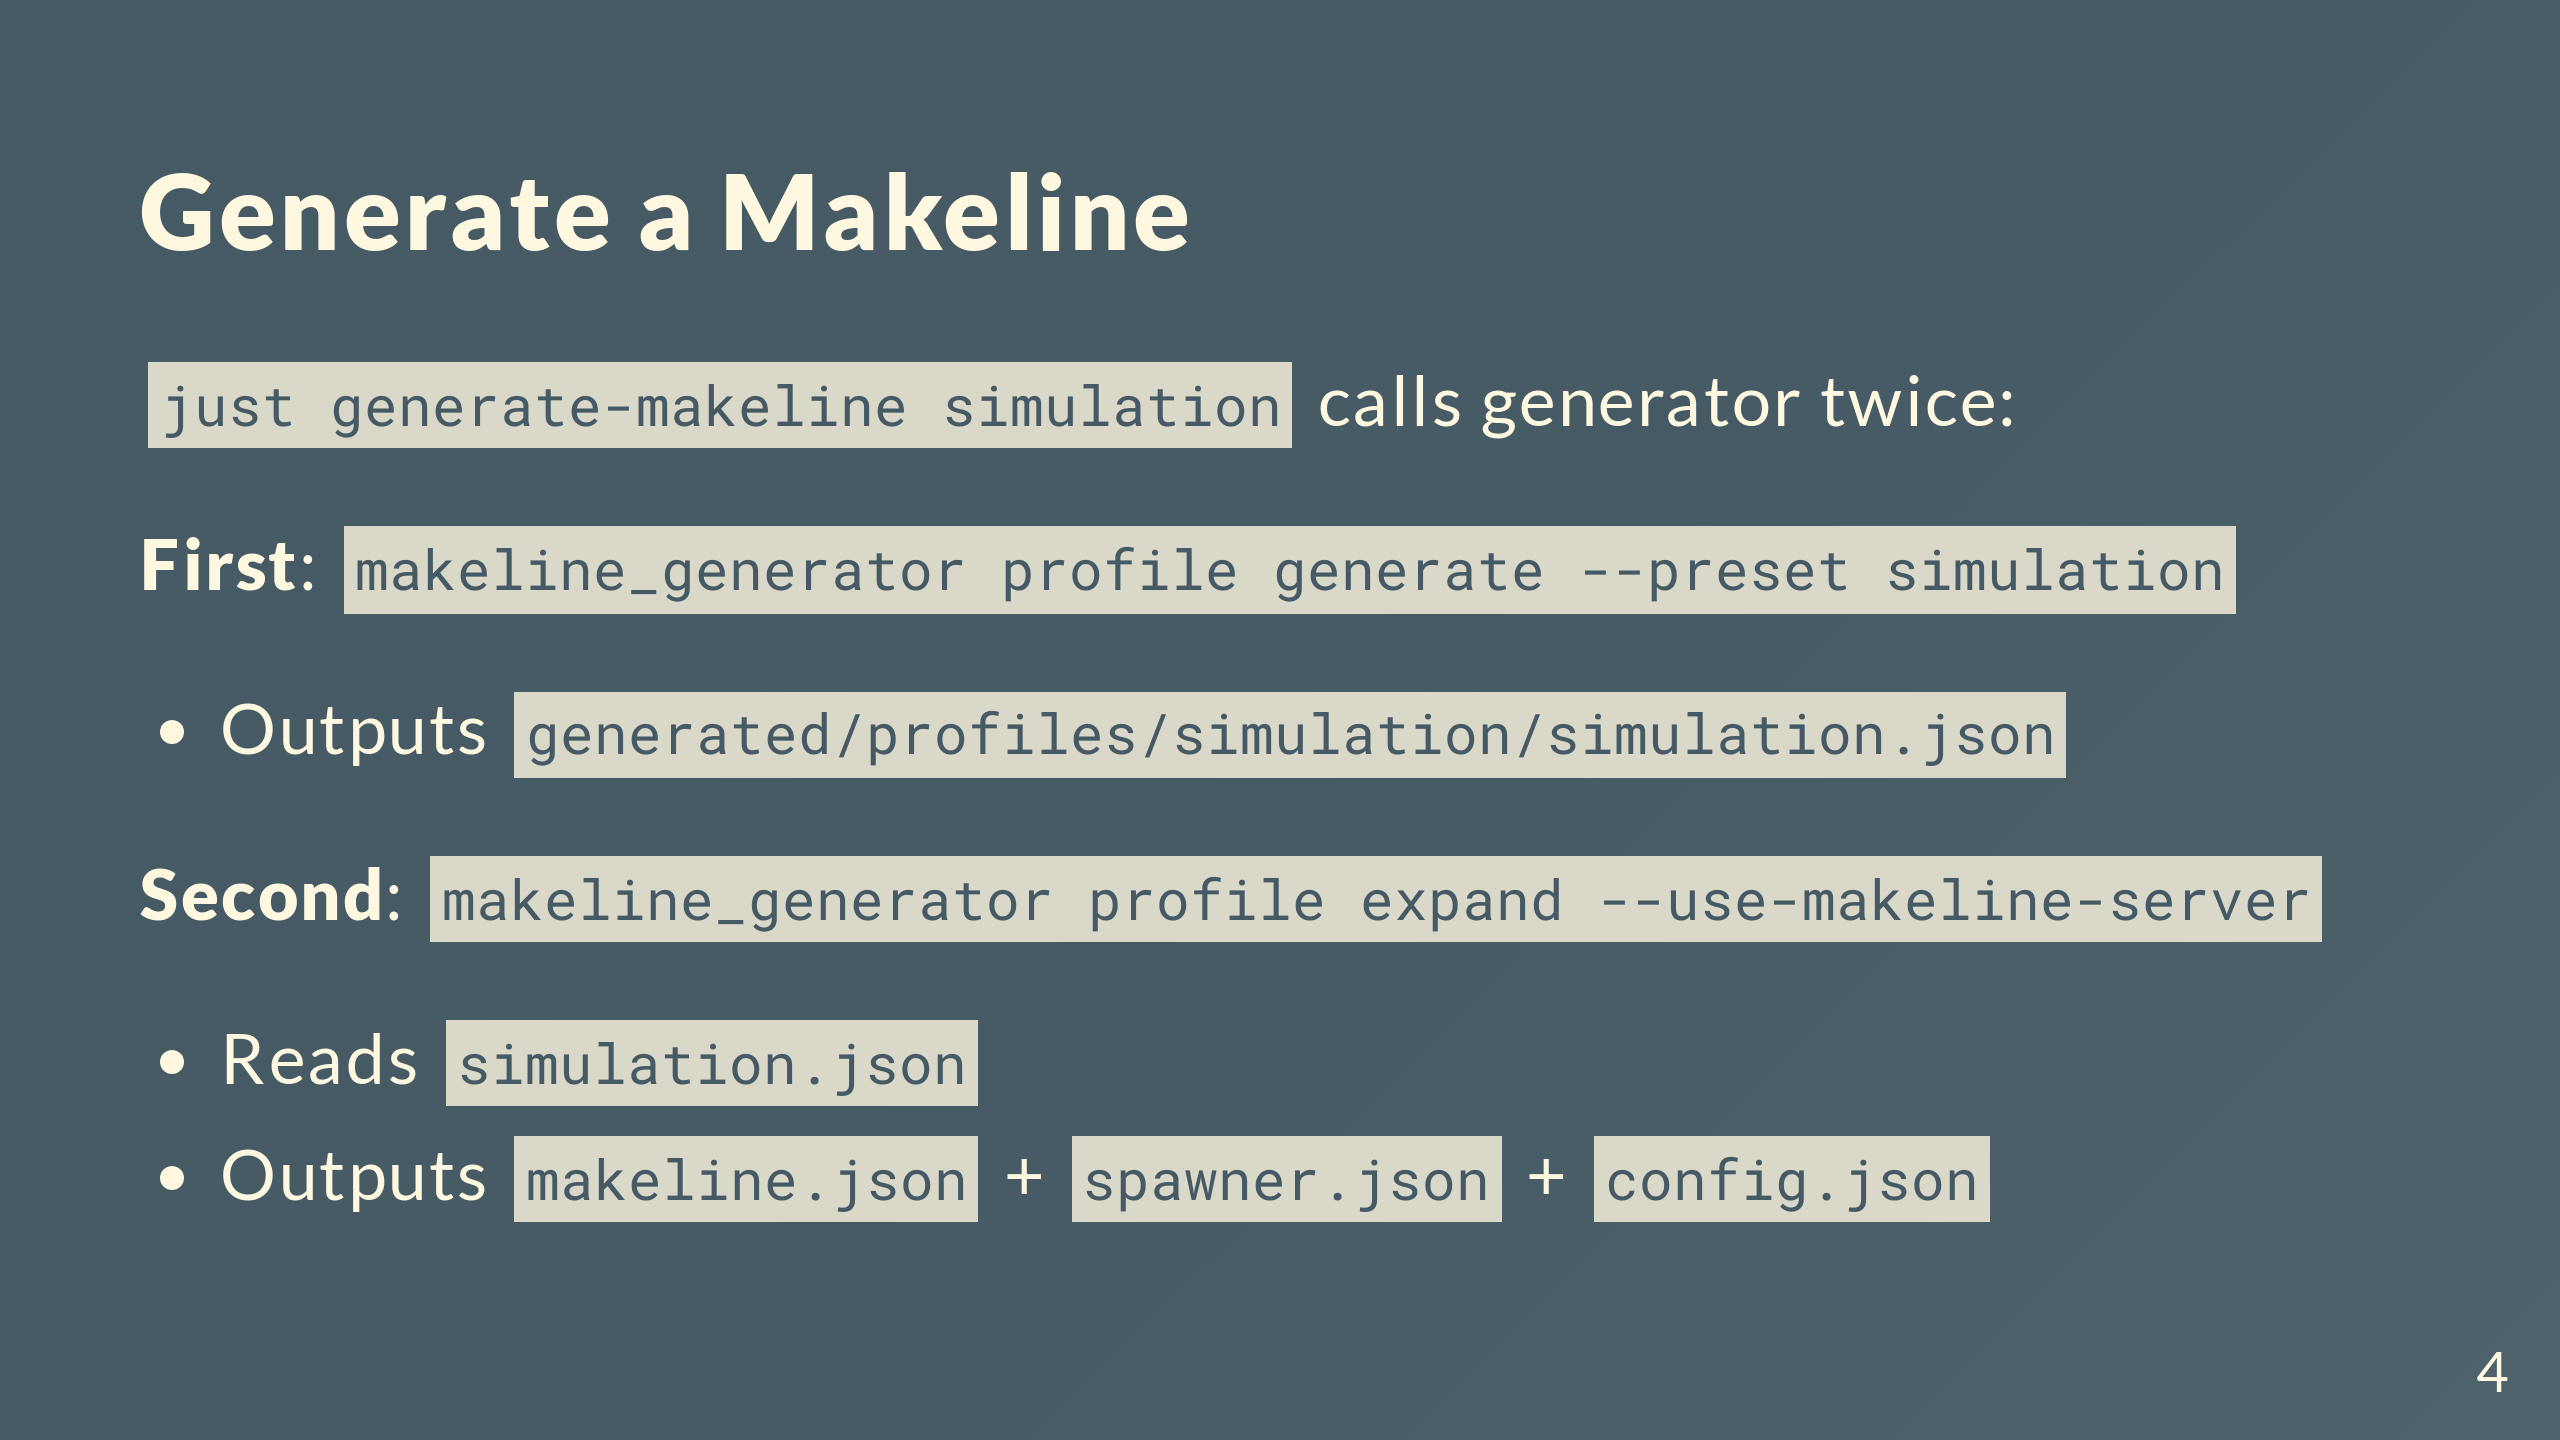 Generate a Makeline
just generate-makeline simulation calls generator twice:
First: makeline_generator profile generate --preset simulation
• Outputs generated/profiles/simulation/simulation.json
Second: makeline_generator profile expand --use-makeline-server
• Reads simulation.json
• Outputs makeline.json + spawner.json + config.json
4